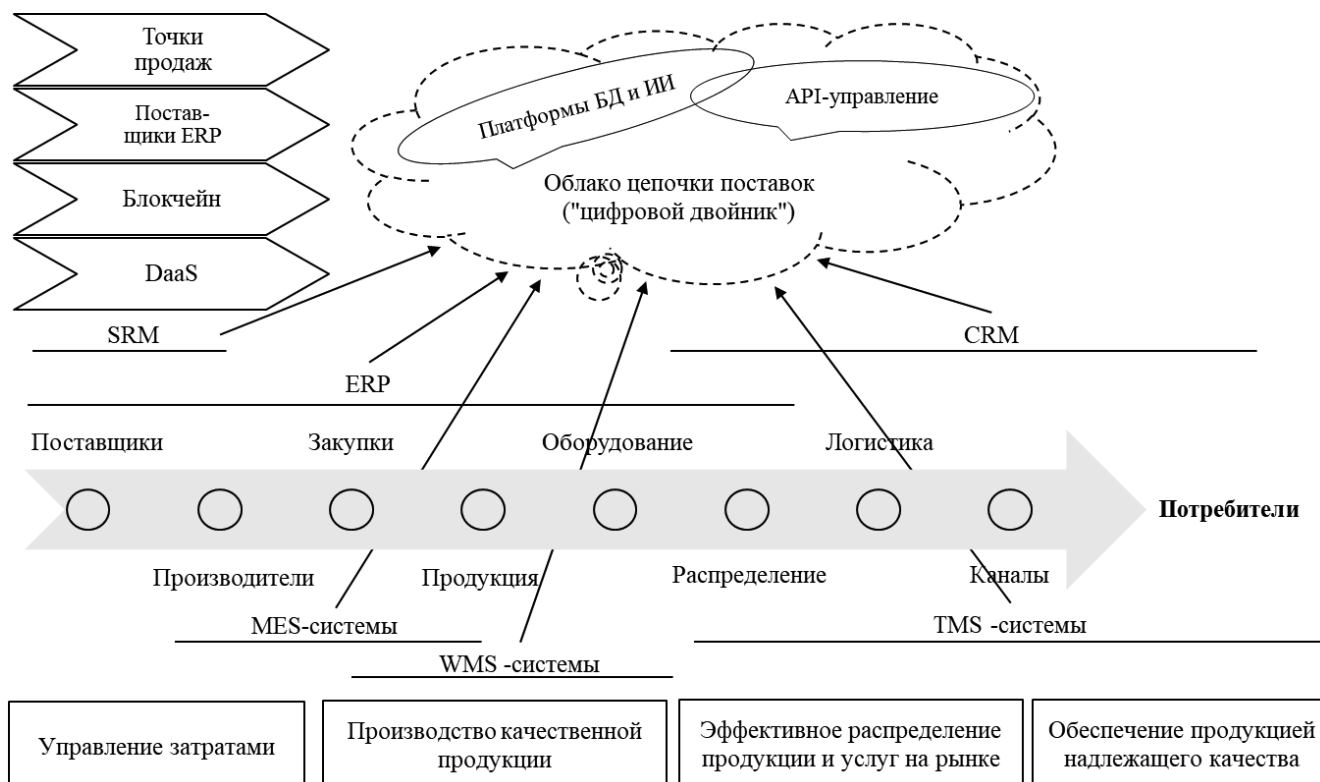 Точки
продаж
Платформы БД и ИИ
API-управление
Постав-
щики ERP
Блокчейн
Облако цепочки поставок
("цифровой двойник")
DaaS
SRM
CRM
ERP
Поставщики
Закупки
Оборудование
Логистика
Потребители
Производители
Продукция
Распределение
Каналы
MES-системы
TMS -системы
WMS -системы
Управление затратами
Производство качественной
продукции
Эффективное распределение
продукции и услуг на рынке
Обеспечение продукцией
надлежащего качества